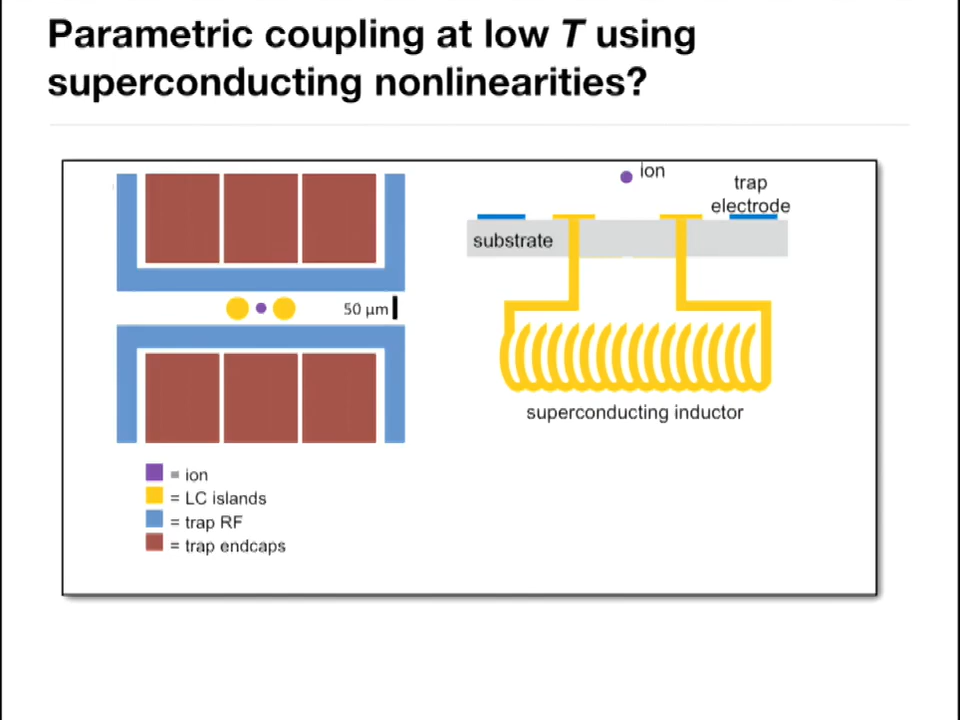 Parametric coupling at low T using
superconducting nonlinearities?
ion
trap
electrode
substrate
50 μm
superconducting inductor
= ion
= LC islands
= trap RF
= trap endcaps